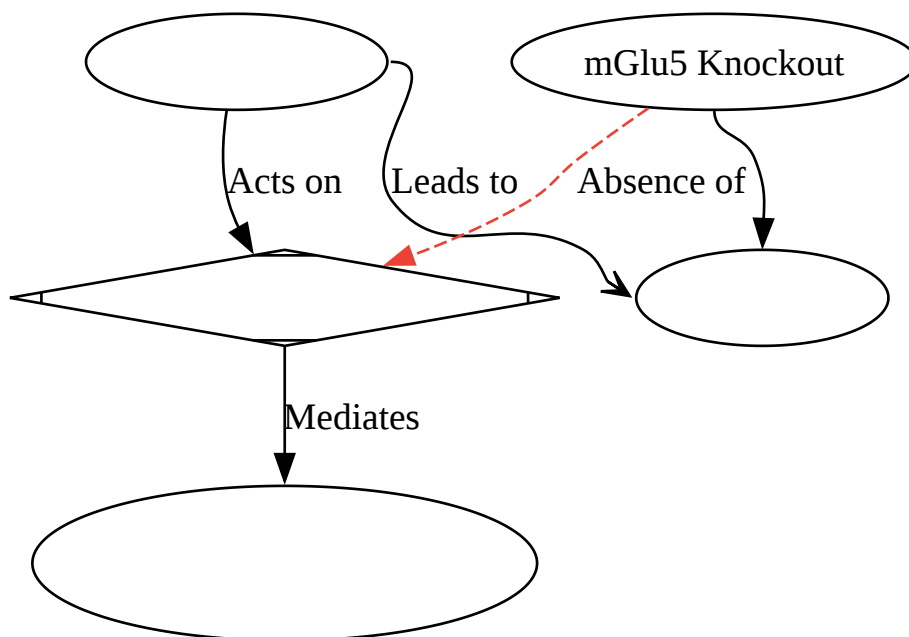 mGlu5 Knockout
Acts on
Leads to
Absence of
Mediates